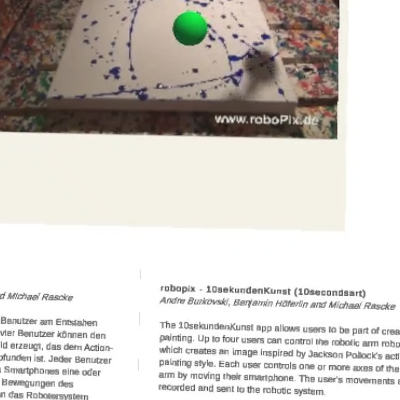 www.roboPix.de
d Michael Rascke
Benutzer am Entstehen
vier Benutzer können den
ld erzeugt, das dem Action-
pfunden ist. Jeder Benutzer
Smartphones eine oder
Bewegungen des
n das Robotersystem
robopix - 10sekundenKunst (10secondsart)
Andre Burkovski, Benjamin Höferlin and Michael Rascke
The 10sekundenKunst app allows users to be part of crea
painting. Up to four users can control the robotic arm robo
which creates an image inspired by Jackson Pollock's acti
painting style. Each user controls one or more axes of the
arm by moving their smartphone. The user's movements a
recorded and sent to the robotic system.